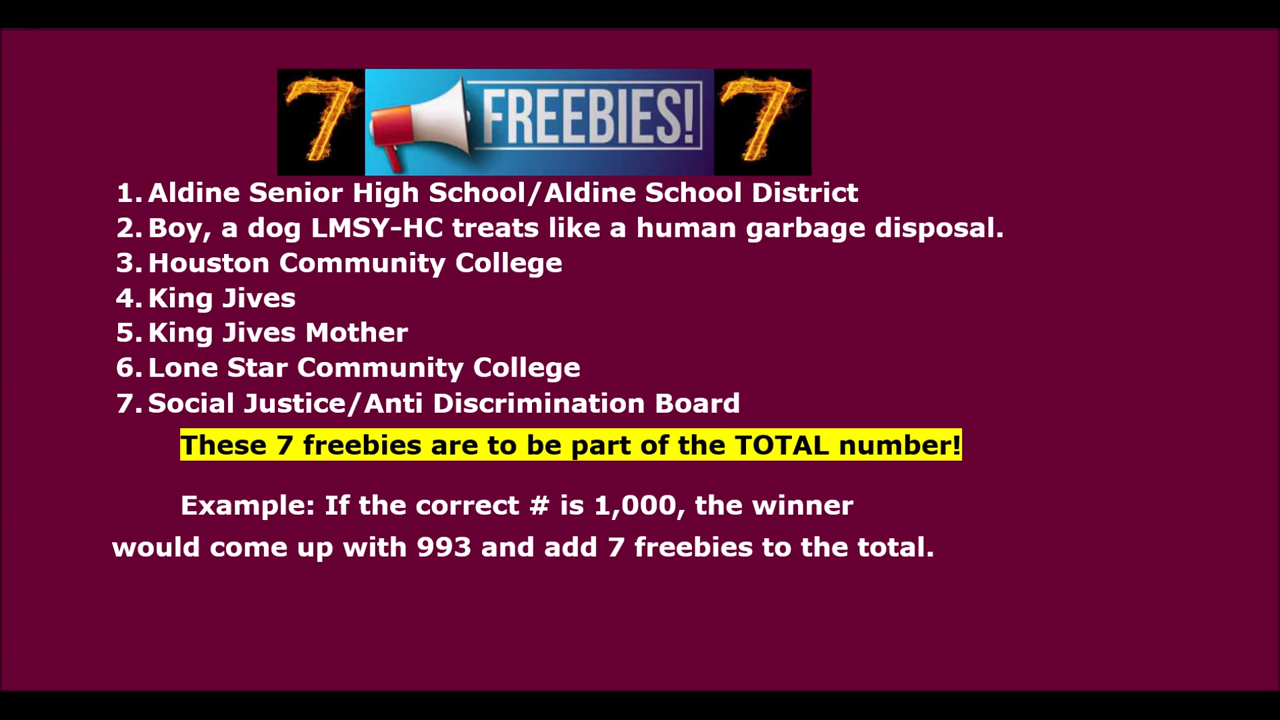 7 FREEBIES! 7
1. Aldine Senior High School/Aldine School District
2. Boy, a dog LMSY-HC treats like a human garbage disposal.
3. Houston Community College
4. King Jives
5. King Jives Mother
6. Lone Star Community College
7. Social Justice/Anti Discrimination Board
These 7 freebies are to be part of the TOTAL number!
Example: If the correct # is 1,000, the winner
would come up with 993 and add 7 freebies to the total.